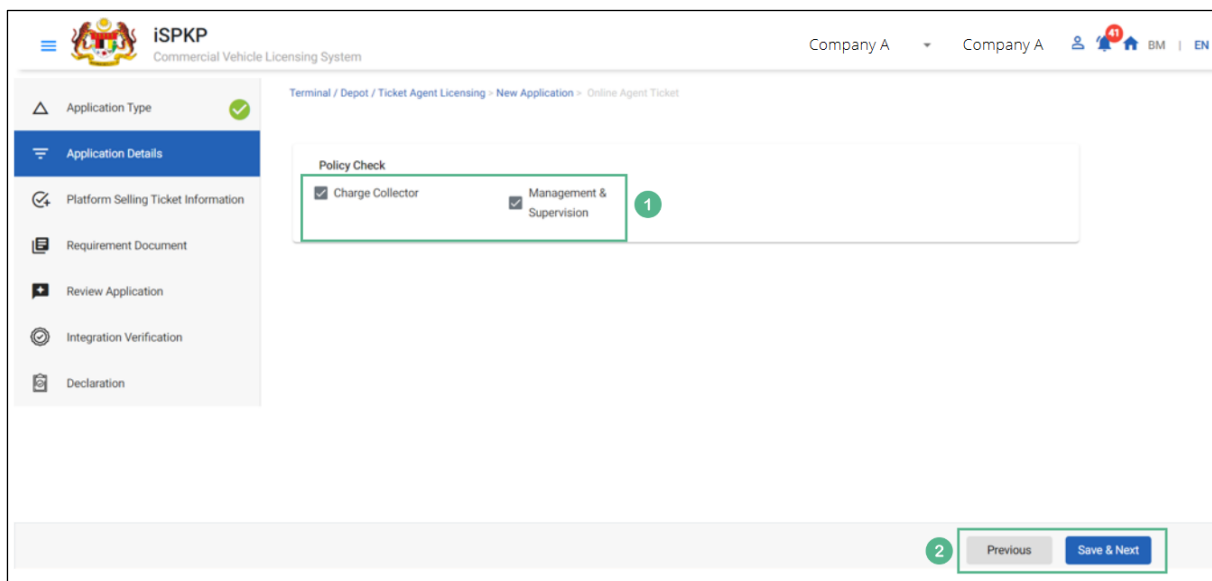 iSPKP
Commercial Vehicle Licensing System
Company A
Company A
41
BM | EN
Application Type
Application Details
Platform Selling Ticket Information
Requirement Document
Review Application
Integration Verification
Declaration
Terminal / Depot / Ticket Agent Licensing > New Application > Online Agent Ticket
Policy Check
Charge Collector
Management &
Supervision
1
2
Previous
Save & Next